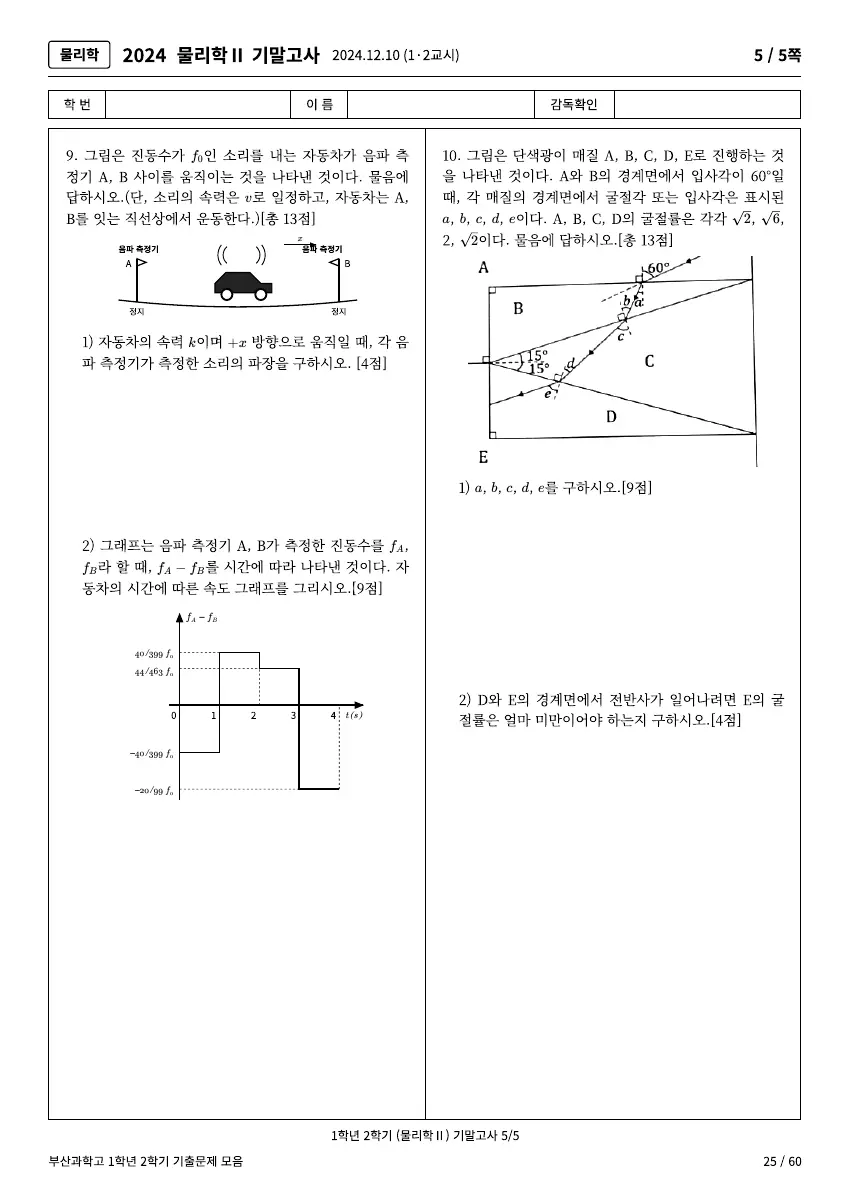 물리학 2024 물리학Ⅱ 기말고사 2024.12.10 (1·2교시) 5 / 5쪽
학 번 이 름 감독확인
9. 그림은 진동수가 f₀인 소리를 내는 자동차가 음파 측
정기 A, B 사이를 움직이는 것을 나타낸 것이다. 물음에
답하시오.(단, 소리의 속력은 v로 일정하고, 자동차는 A,
B를 잇는 직선상에서 운동한다.)[총 13점]
x
음파 측정기 음파 측정기
A B
정지 정지
1) 자동차의 속력 k이며 +x 방향으로 움직일 때, 각 음
파 측정기가 측정한 소리의 파장을 구하시오. [4점]
2) 그래프는 음파 측정기 A, B가 측정한 진동수를 f_A,
f_B라 할 때, f_A − f_B를 시간에 따라 나타낸 것이다. 자
동차의 시간에 따른 속도 그래프를 그리시오.[9점]
f_A − f_B
40/399 f₀
44/463 f₀
0 1 2 3 4 t(s)
−40/399 f₀
−20/99 f₀
10. 그림은 단색광이 매질 A, B, C, D, E로 진행하는 것
을 나타낸 것이다. A와 B의 경계면에서 입사각이 60°일
때, 각 매질의 경계면에서 굴절각 또는 입사각은 표시된
a, b, c, d, e이다. A, B, C, D의 굴절률은 각각 √2, √6,
2, √2이다. 물음에 답하시오.[총 13점]
A 60°
B b a
c
15° C
15° d
e
D
E
1) a, b, c, d, e를 구하시오.[9점]
2) D와 E의 경계면에서 전반사가 일어나려면 E의 굴
절률은 얼마 미만이어야 하는지 구하시오.[4점]
1학년 2학기 (물리학Ⅱ) 기말고사 5/5
부산과학고 1학년 2학기 기출문제 모음 25 / 60